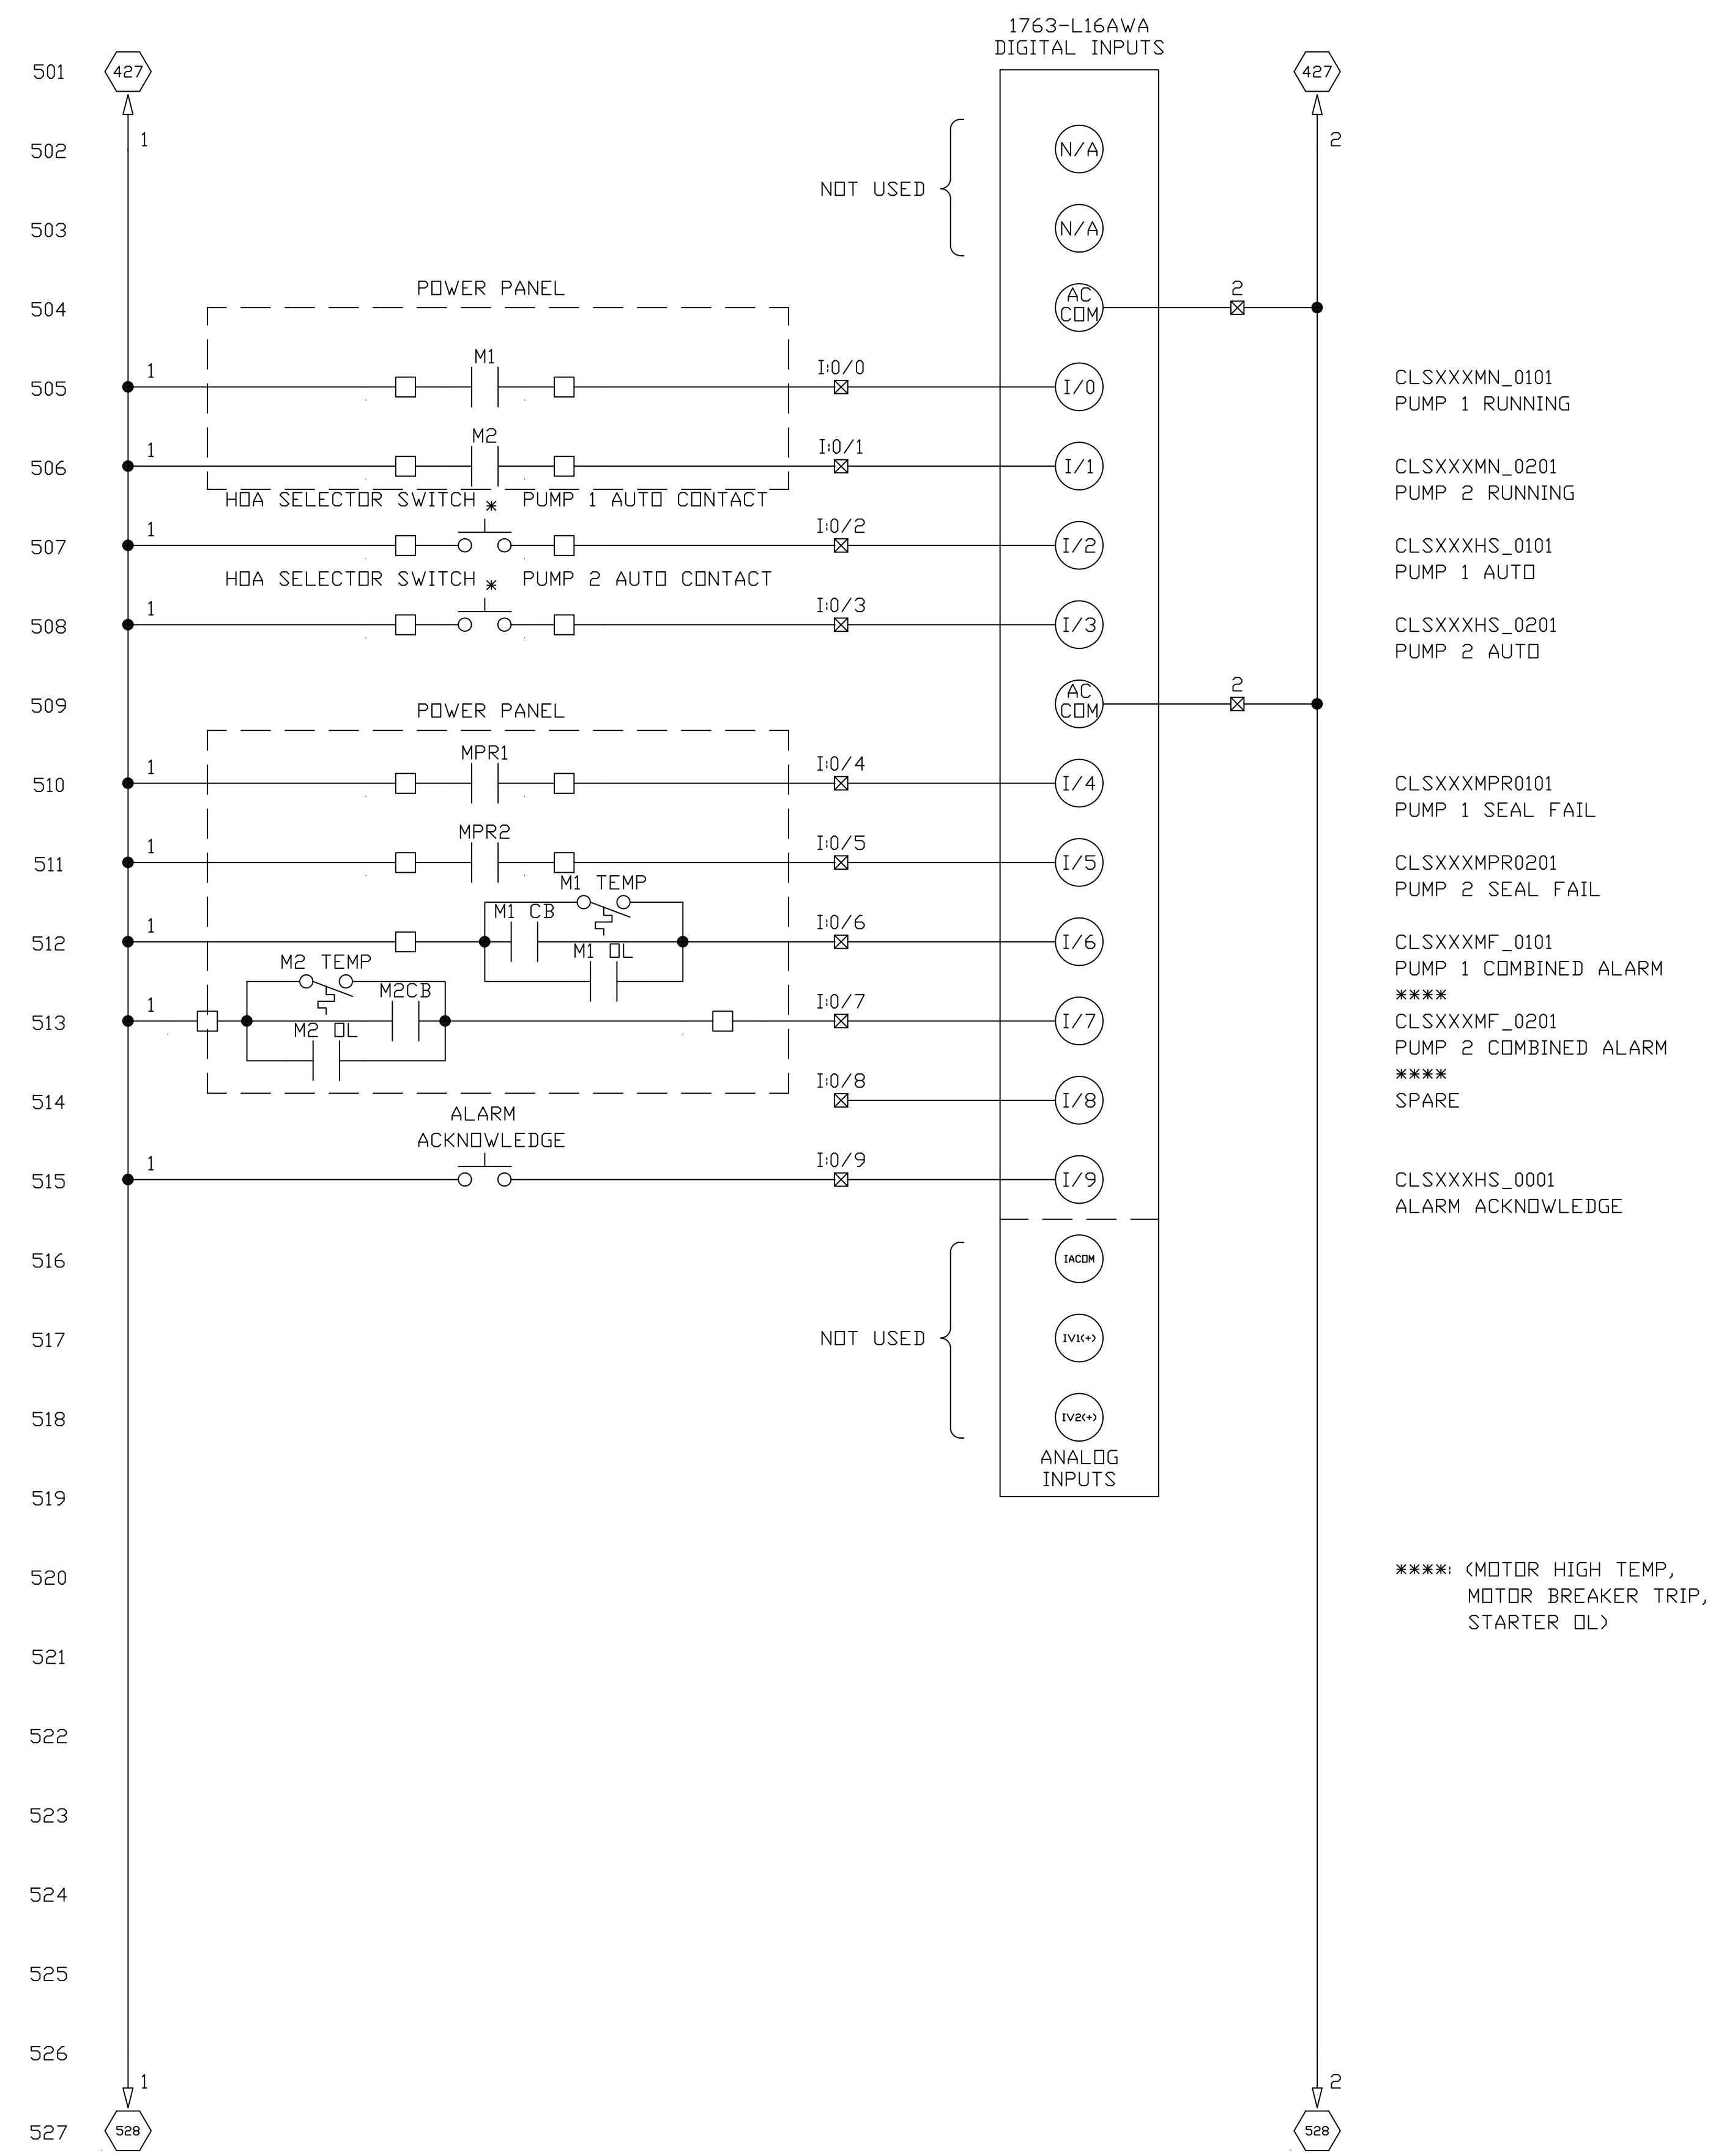 1763-L16AWA
DIGITAL INPUTS
501 427 427
1 2
502 N/A
NOT USED
503 N/A
POWER PANEL
504 AC COM 2
M1
505 1 I:0/0 I/0 CLSXXXMN_0101
PUMP 1 RUNNING
M2
506 1 I:0/1 I/1 CLSXXXMN_0201
PUMP 2 RUNNING
HOA SELECTOR SWITCH * PUMP 1 AUTO CONTACT
507 1 I:0/2 I/2 CLSXXXHS_0101
PUMP 1 AUTO
HOA SELECTOR SWITCH * PUMP 2 AUTO CONTACT
508 1 I:0/3 I/3 CLSXXXHS_0201
PUMP 2 AUTO
509 AC COM 2
POWER PANEL
MPR1
510 1 I:0/4 I/4 CLSXXXMPR0101
PUMP 1 SEAL FAIL
MPR2
511 1 I:0/5 I/5 CLSXXXMPR0201
PUMP 2 SEAL FAIL
M1 TEMP
M1 CB
512 1 I:0/6 I/6 CLSXXXMF_0101
M1 OL
PUMP 1 COMBINED ALARM
****
M2 TEMP
M2CB
513 1 I:0/7 I/7 CLSXXXMF_0201
M2 OL
PUMP 2 COMBINED ALARM
****
514 I:0/8 I/8 SPARE
ALARM
ACKNOWLEDGE
515 1 I:0/9 I/9 CLSXXXHS_0001
ALARM ACKNOWLEDGE
516 IACOM
517 NOT USED IV1(+)
518 IV2(+)
ANALOG
INPUTS
519
520 ****: (MOTOR HIGH TEMP,
MOTOR BREAKER TRIP,
STARTER OL)
521
522
523
524
525
526
1 2
527 528 528